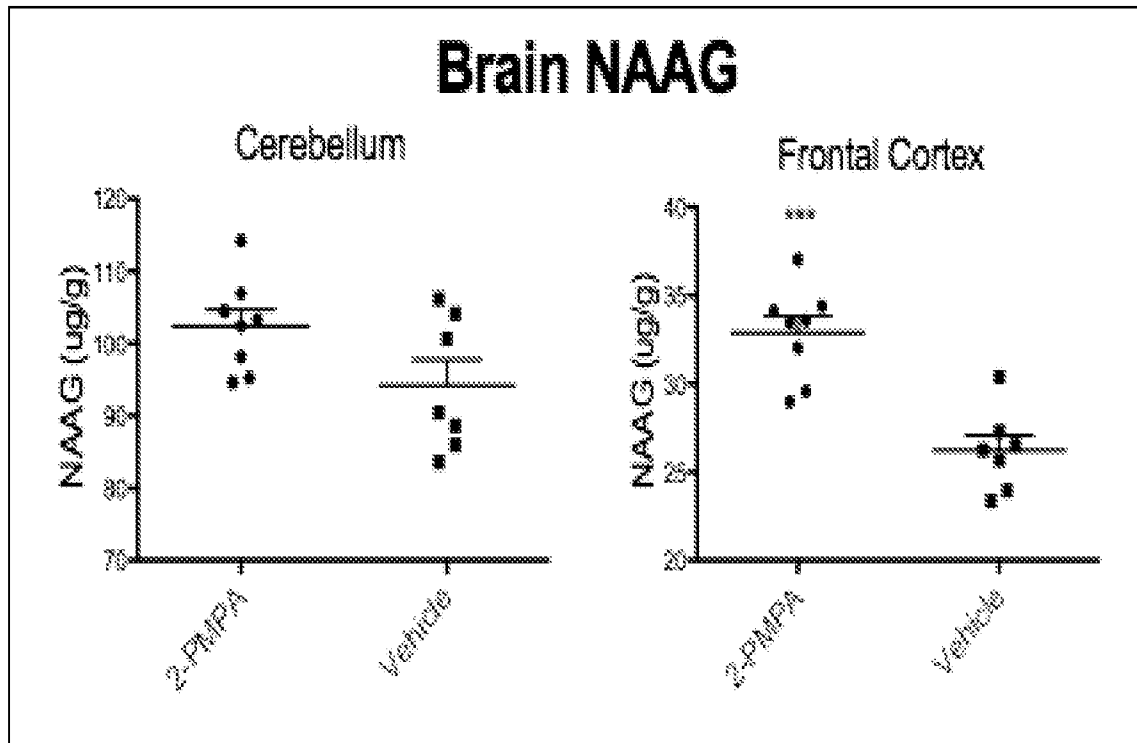 Brain NAAG
Cerebellum
NAAG (ug/g)
120
110
100
90
80
70
2-PMPA
Vehicle
Frontal Cortex
NAAG (ug/g)
40
35
30
25
20
***
2-PMPA
Vehicle